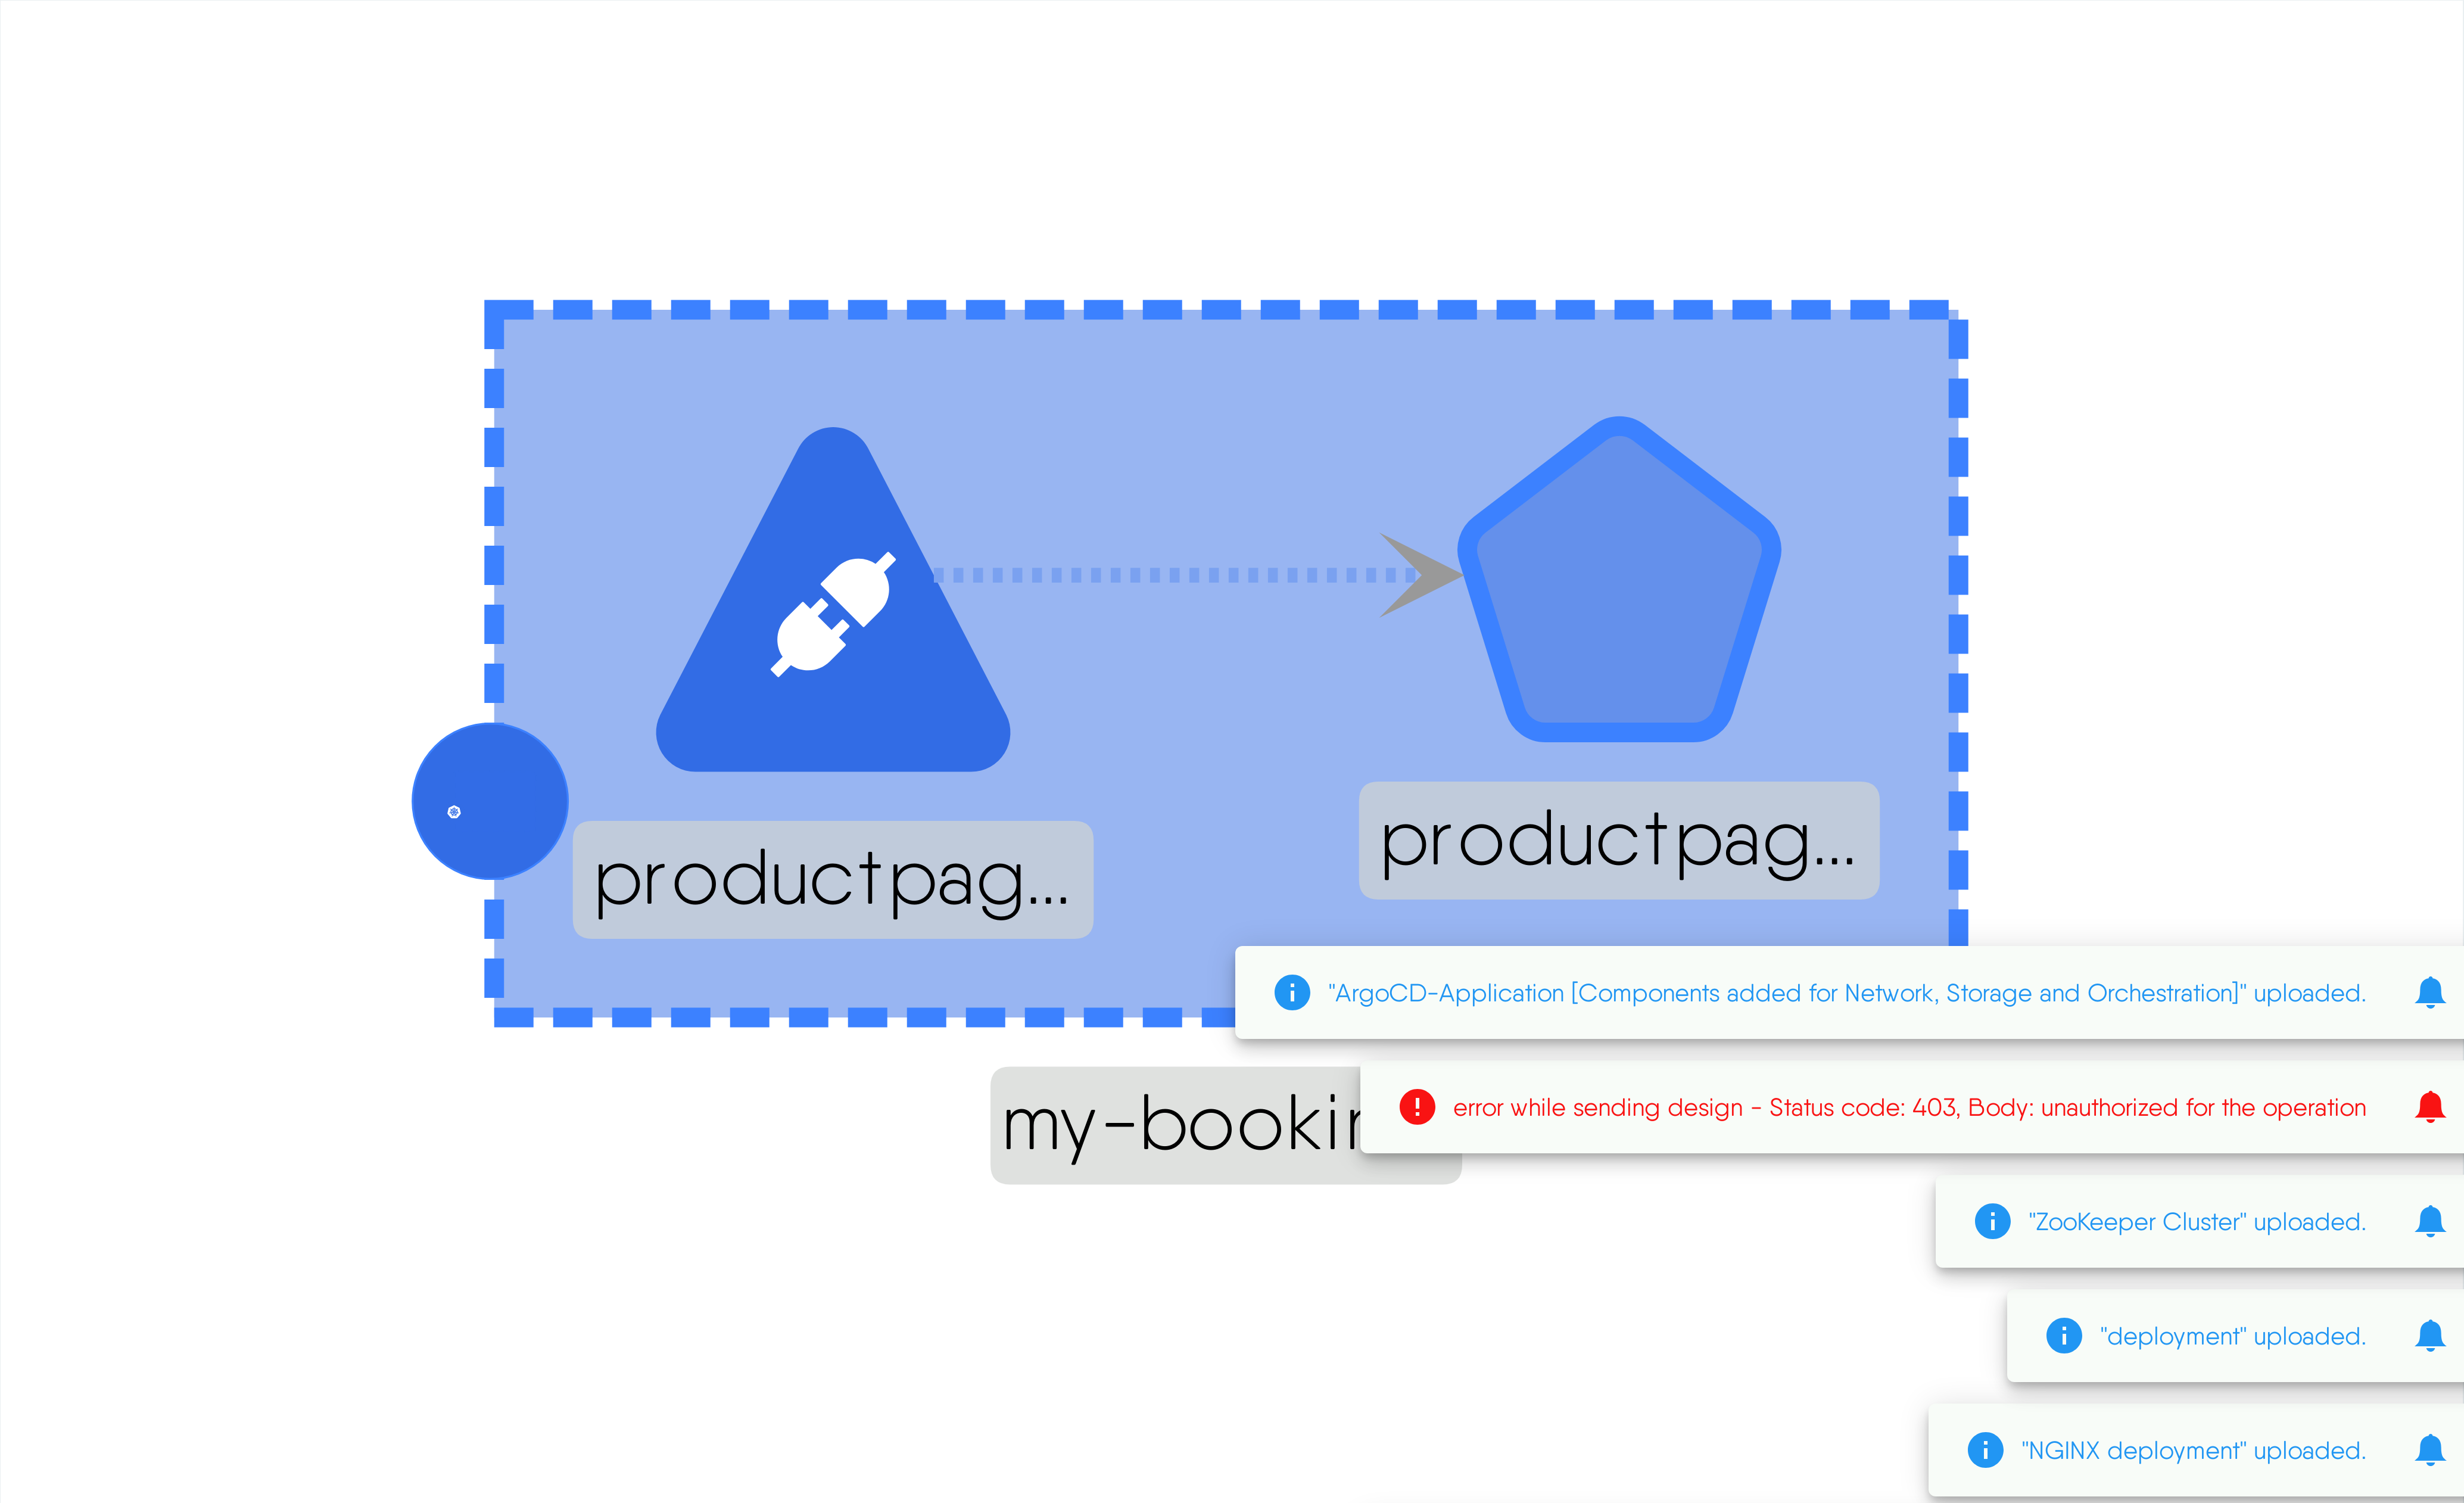 productpag...
productpag...
"ArgoCD-Application [Components added for Network, Storage and Orchestration]" uploaded.
my-bookin
error while sending design - Status code: 403, Body: unauthorized for the operation
"ZooKeeper Cluster" uploaded.
"deployment" uploaded.
"NGINX deployment" uploaded.